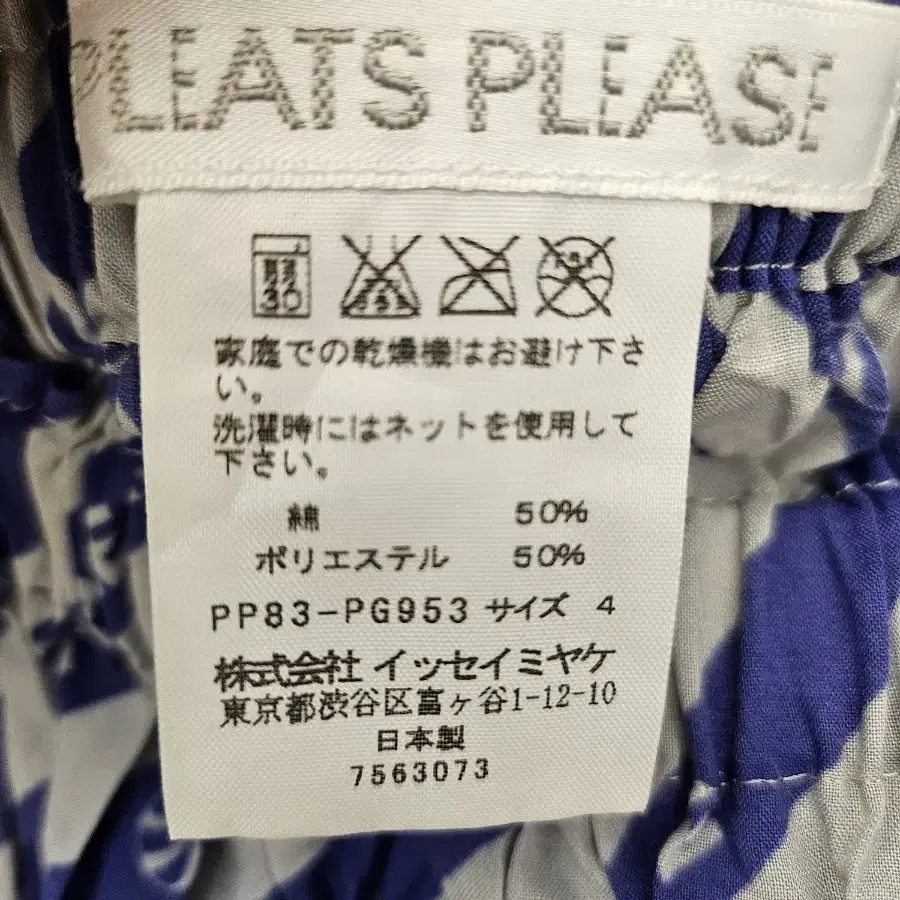 PLEATS PLEASE
弱
30
家庭での乾燥機はお避け下さ
い。
洗濯時にはネットを使用して
下さい。
綿 50%
ポリエステル 50%
PP83-PG953 サイズ 4
株式会社 イッセイミヤケ
東京都渋谷区富ヶ谷1-12-10
日本製
7563073